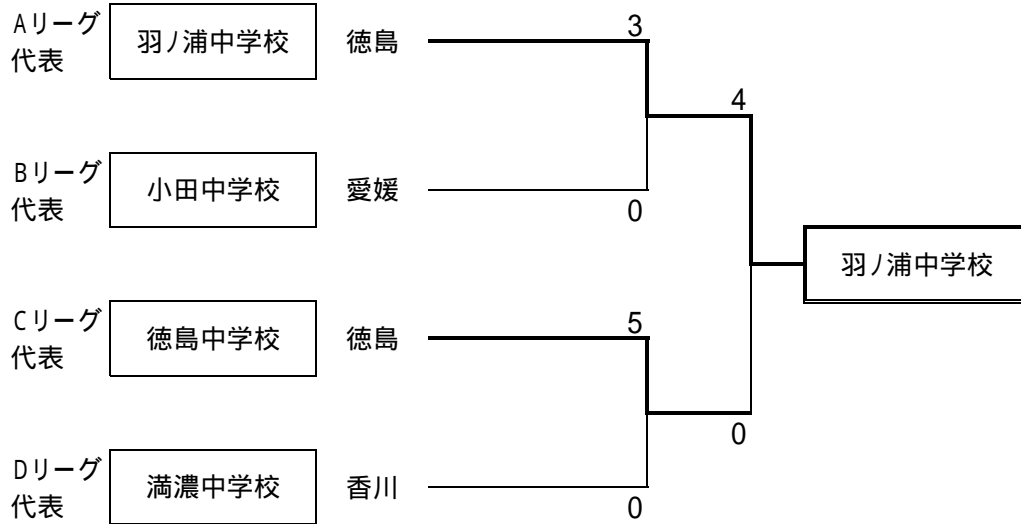 Aリーグ
代表
羽ノ浦中学校
徳島
3
4
Bリーグ
代表
小田中学校
愛媛
0
羽ノ浦中学校
Cリーグ
代表
徳島中学校
徳島
5
0
Dリーグ
代表
満濃中学校
香川
0